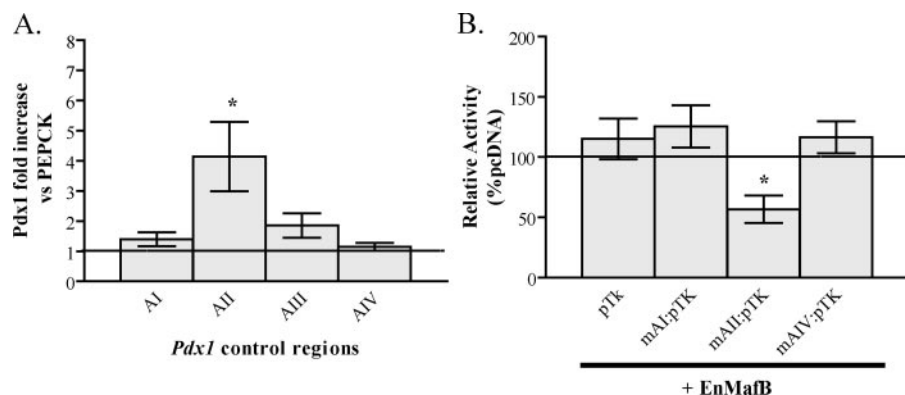 A.
Pdx1 fold increase
vs PEPCK
8
7
6
5
4
3
2
1
0
*
AI
AII
AIII
AIV
Pdx1 control regions
B.
Relative Activity
(%pcDNA)
200
150
100
50
0
*
pTk
mAI:pTK
mAII:pTK
mAIV:pTK
+ EnMafB